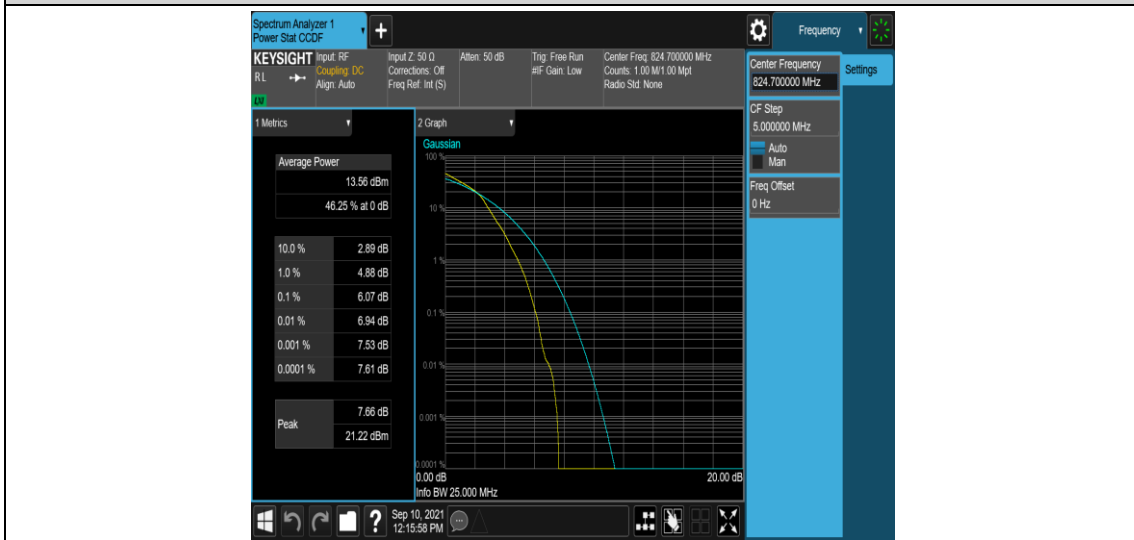 Spectrum Analyzer 1
Power Stat CCDF
+
Frequency
KEYSIGHT
Input: RF
Coupling: DC
Align: Auto
Input Z: 50 Ω
Corrections: Off
Freq Ref: Int (S)
Atten: 50 dB
Trig: Free Run
#IF Gain: Low
Center Freq: 824.700000 MHz
Counts: 1.00 M/1.00 Mpt
Radio Std: None
RL
LXI
Center Frequency
824.700000 MHz
Settings
CF Step
5.000000 MHz
Auto
Man
Freq Offset
0 Hz
1 Metrics
Average Power
13.56 dBm
46.25 % at 0 dB
10.0 % 2.89 dB
1.0 % 4.88 dB
0.1 % 6.07 dB
0.01 % 6.94 dB
0.001 % 7.53 dB
0.0001 % 7.61 dB
Peak
7.66 dB
21.22 dBm
2 Graph
Gaussian
100 %
10 %
1 %
0.1 %
0.01 %
0.001 %
0.0001 %
0.00 dB 20.00 dB
Info BW 25.000 MHz
?
Sep 10, 2021
12:15:58 PM